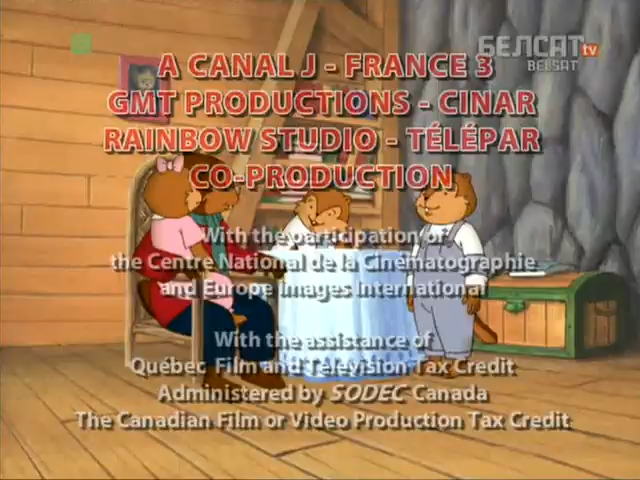 БЕЛСАТ tv
BELSAT
A CANAL J - FRANCE 3
GMT PRODUCTIONS - CINAR
RAINBOW STUDIO - TÉLÉPAR
CO-PRODUCTION
With the participation of
the Centre National de la Cinématographie
and Europe Images International
With the assistance of
Québec Film and Television Tax Credit
Administered by SODEC Canada
The Canadian Film or Video Production Tax Credit